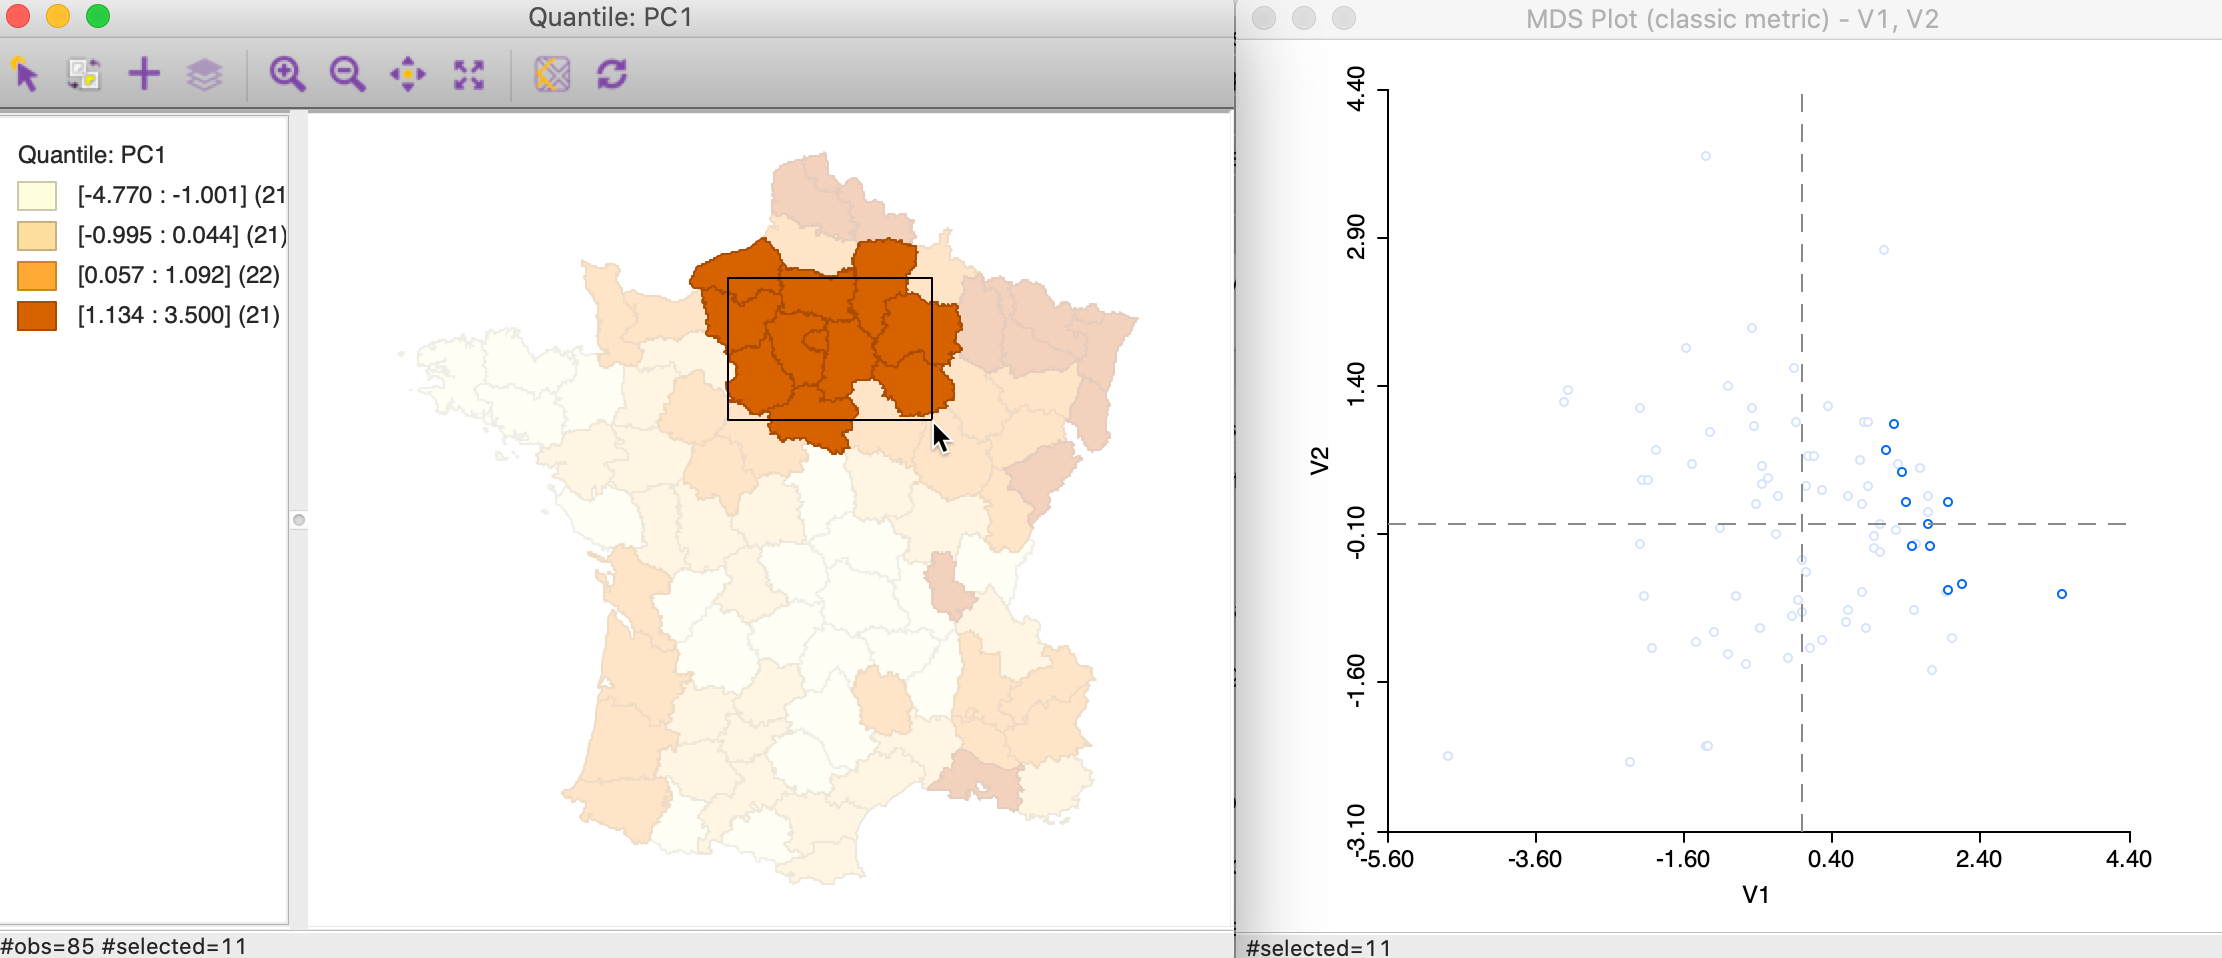 Quantile: PC1
Quantile: PC1
[-4.770 : -1.001] (21
[-0.995 : 0.044] (21)
[0.057 : 1.092] (22)
[1.134 : 3.500] (21)
#obs=85 #selected=11
MDS Plot (classic metric) - V1, V2
4.40
2.90
1.40
-0.10
-1.60
-3.10
V2
-5.60 -3.60 -1.60 0.40 2.40 4.40
V1
#selected=11